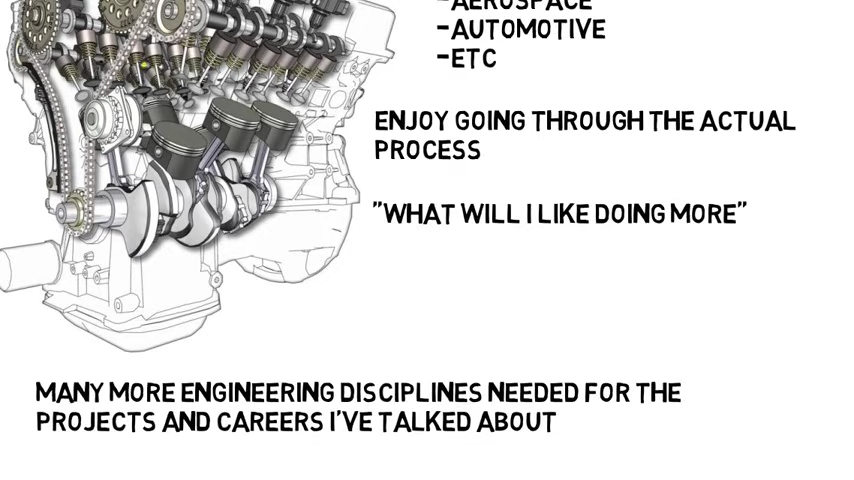 -AEROSPACE
-AUTOMOTIVE
-ETC
ENJOY GOING THROUGH THE ACTUAL
PROCESS
"WHAT WILL I LIKE DOING MORE"
MANY MORE ENGINEERING DISCIPLINES NEEDED FOR THE
PROJECTS AND CAREERS I'VE TALKED ABOUT